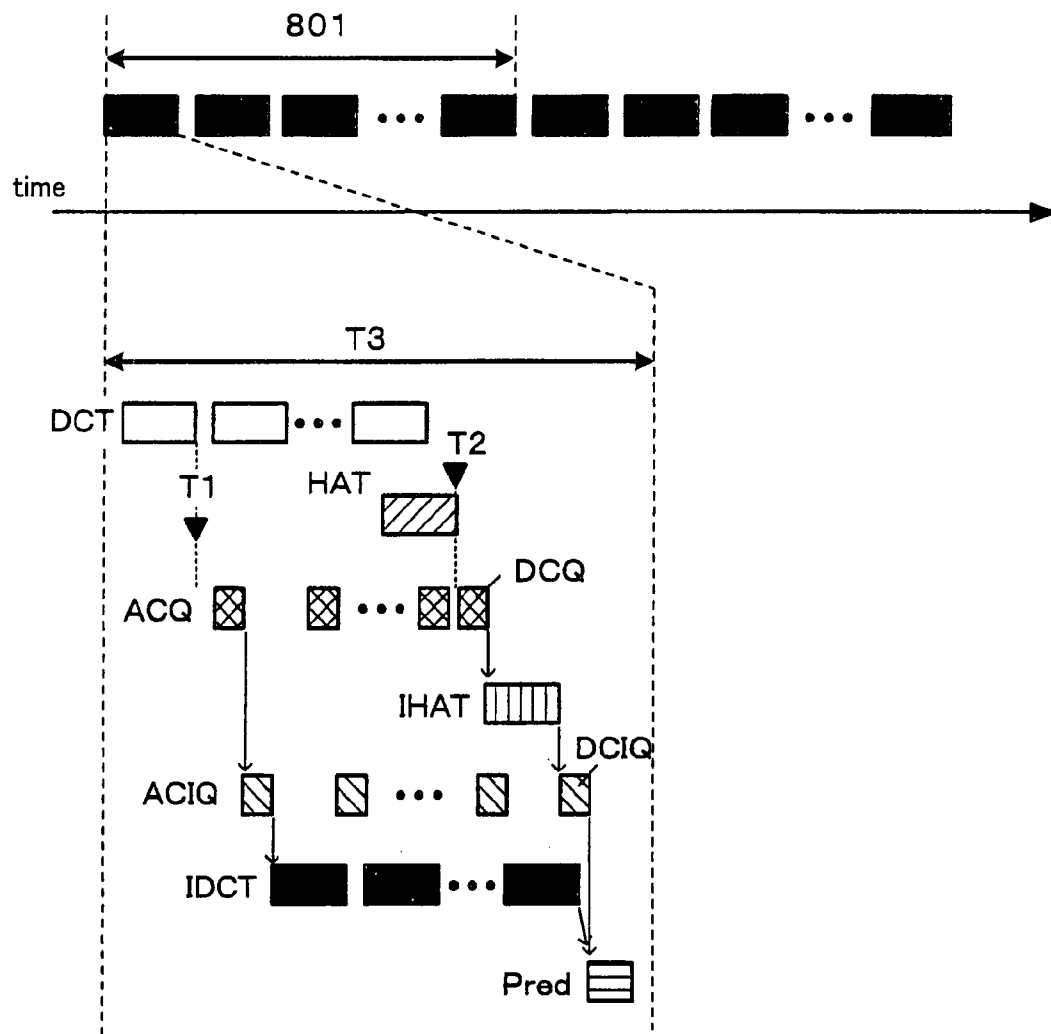 801
time
T3
DCT
T2
T1
HAT
DCQ
ACQ
IHAT
DCIQ
ACIQ
IDCT
Pred